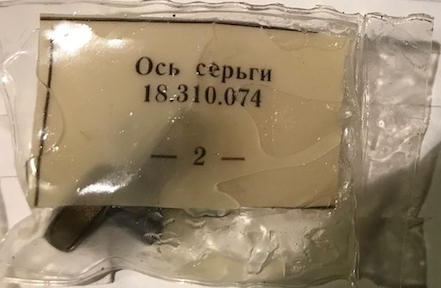 Ось серьги
18.310.074
— 2 —